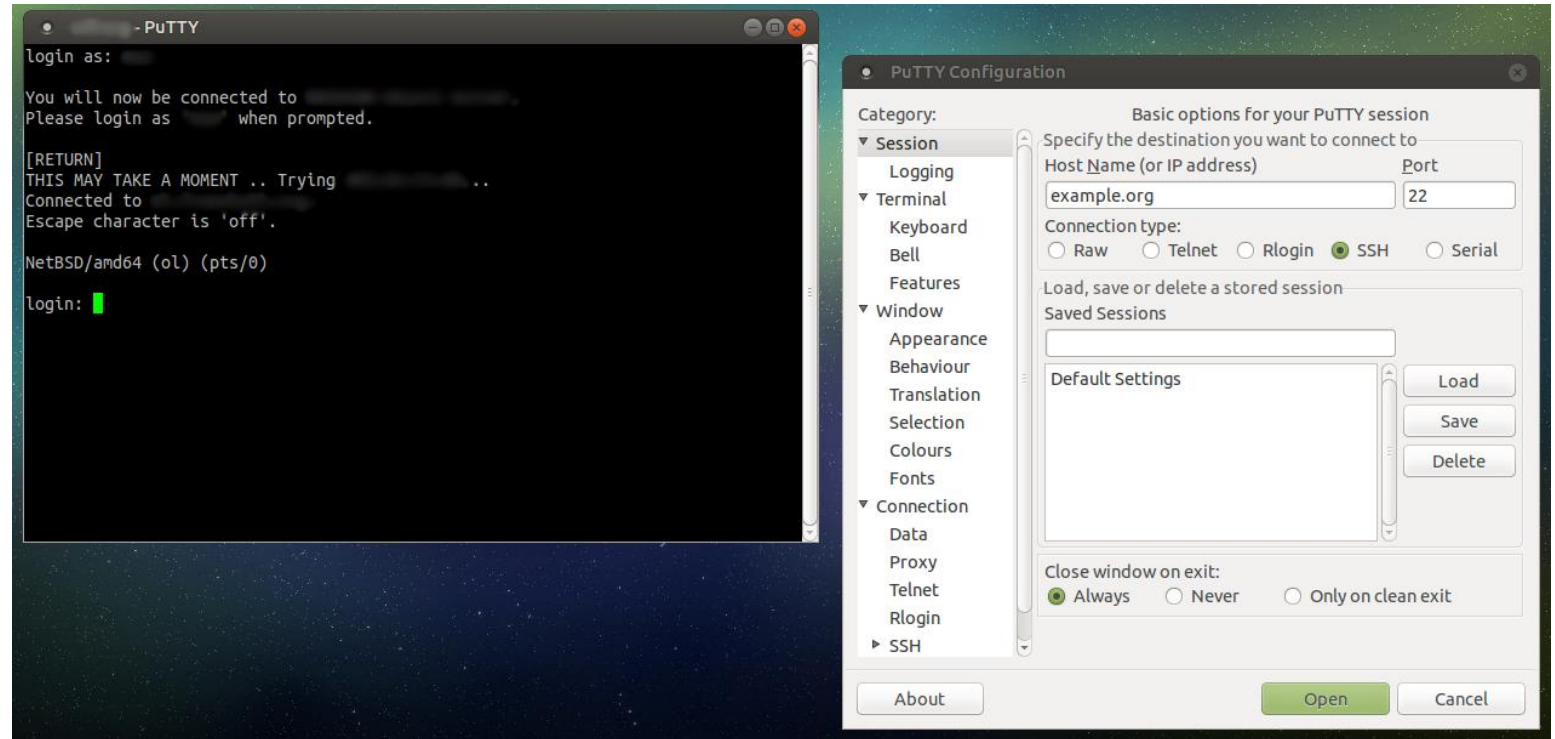 - PuTTY
login as:
You will now be connected to
Please login as ' ' when prompted.
[RETURN]
THIS MAY TAKE A MOMENT .. Trying ..
Connected to
Escape character is 'off'.
NetBSD/amd64 (ol) (pts/0)
login:
PuTTY Configuration
Category:
Session
Logging
Terminal
Keyboard
Bell
Features
Window
Appearance
Behaviour
Translation
Selection
Colours
Fonts
Connection
Data
Proxy
Telnet
Rlogin
SSH
Basic options for your PuTTY session
Specify the destination you want to connect to
Host Name (or IP address) Port
example.org 22
Connection type:
Raw Telnet Rlogin SSH Serial
Load, save or delete a stored session
Saved Sessions
Default Settings
Load
Save
Delete
Close window on exit:
Always Never Only on clean exit
About Open Cancel